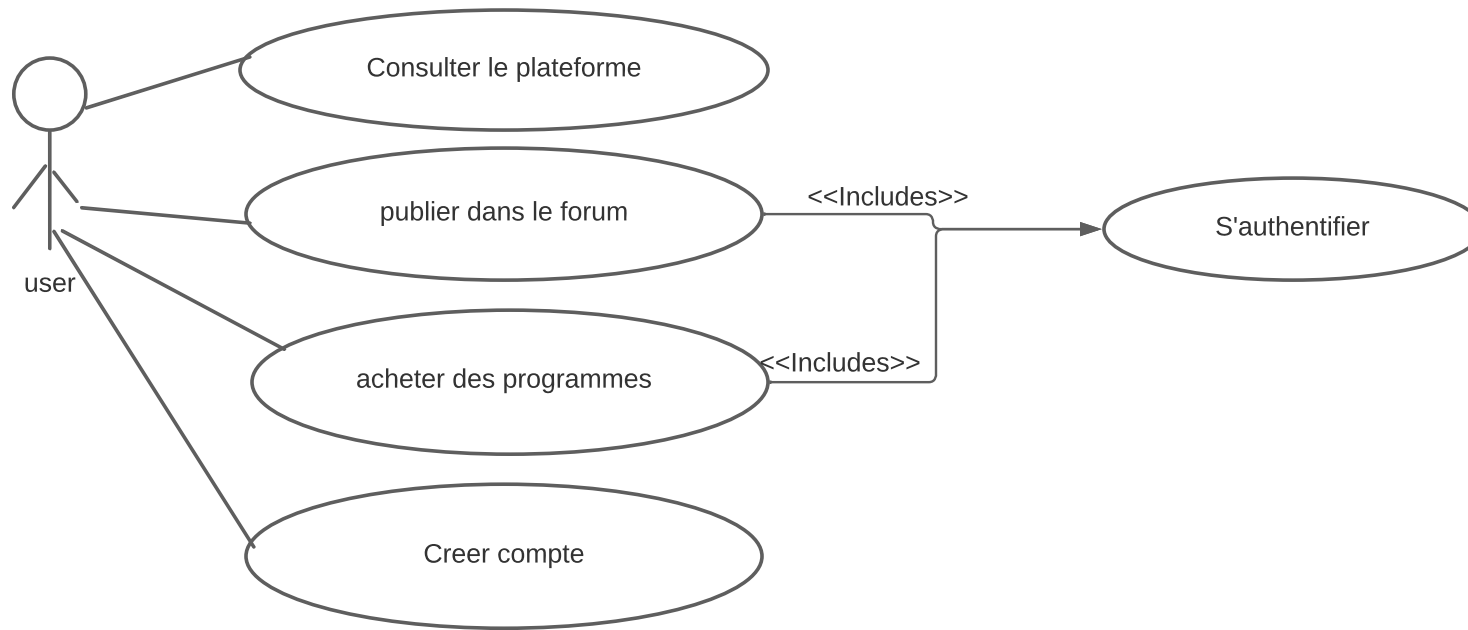 Consulter le plateforme
publier dans le forum
<<Includes>>
S'authentifier
user
<<Includes>>
acheter des programmes
Creer compte